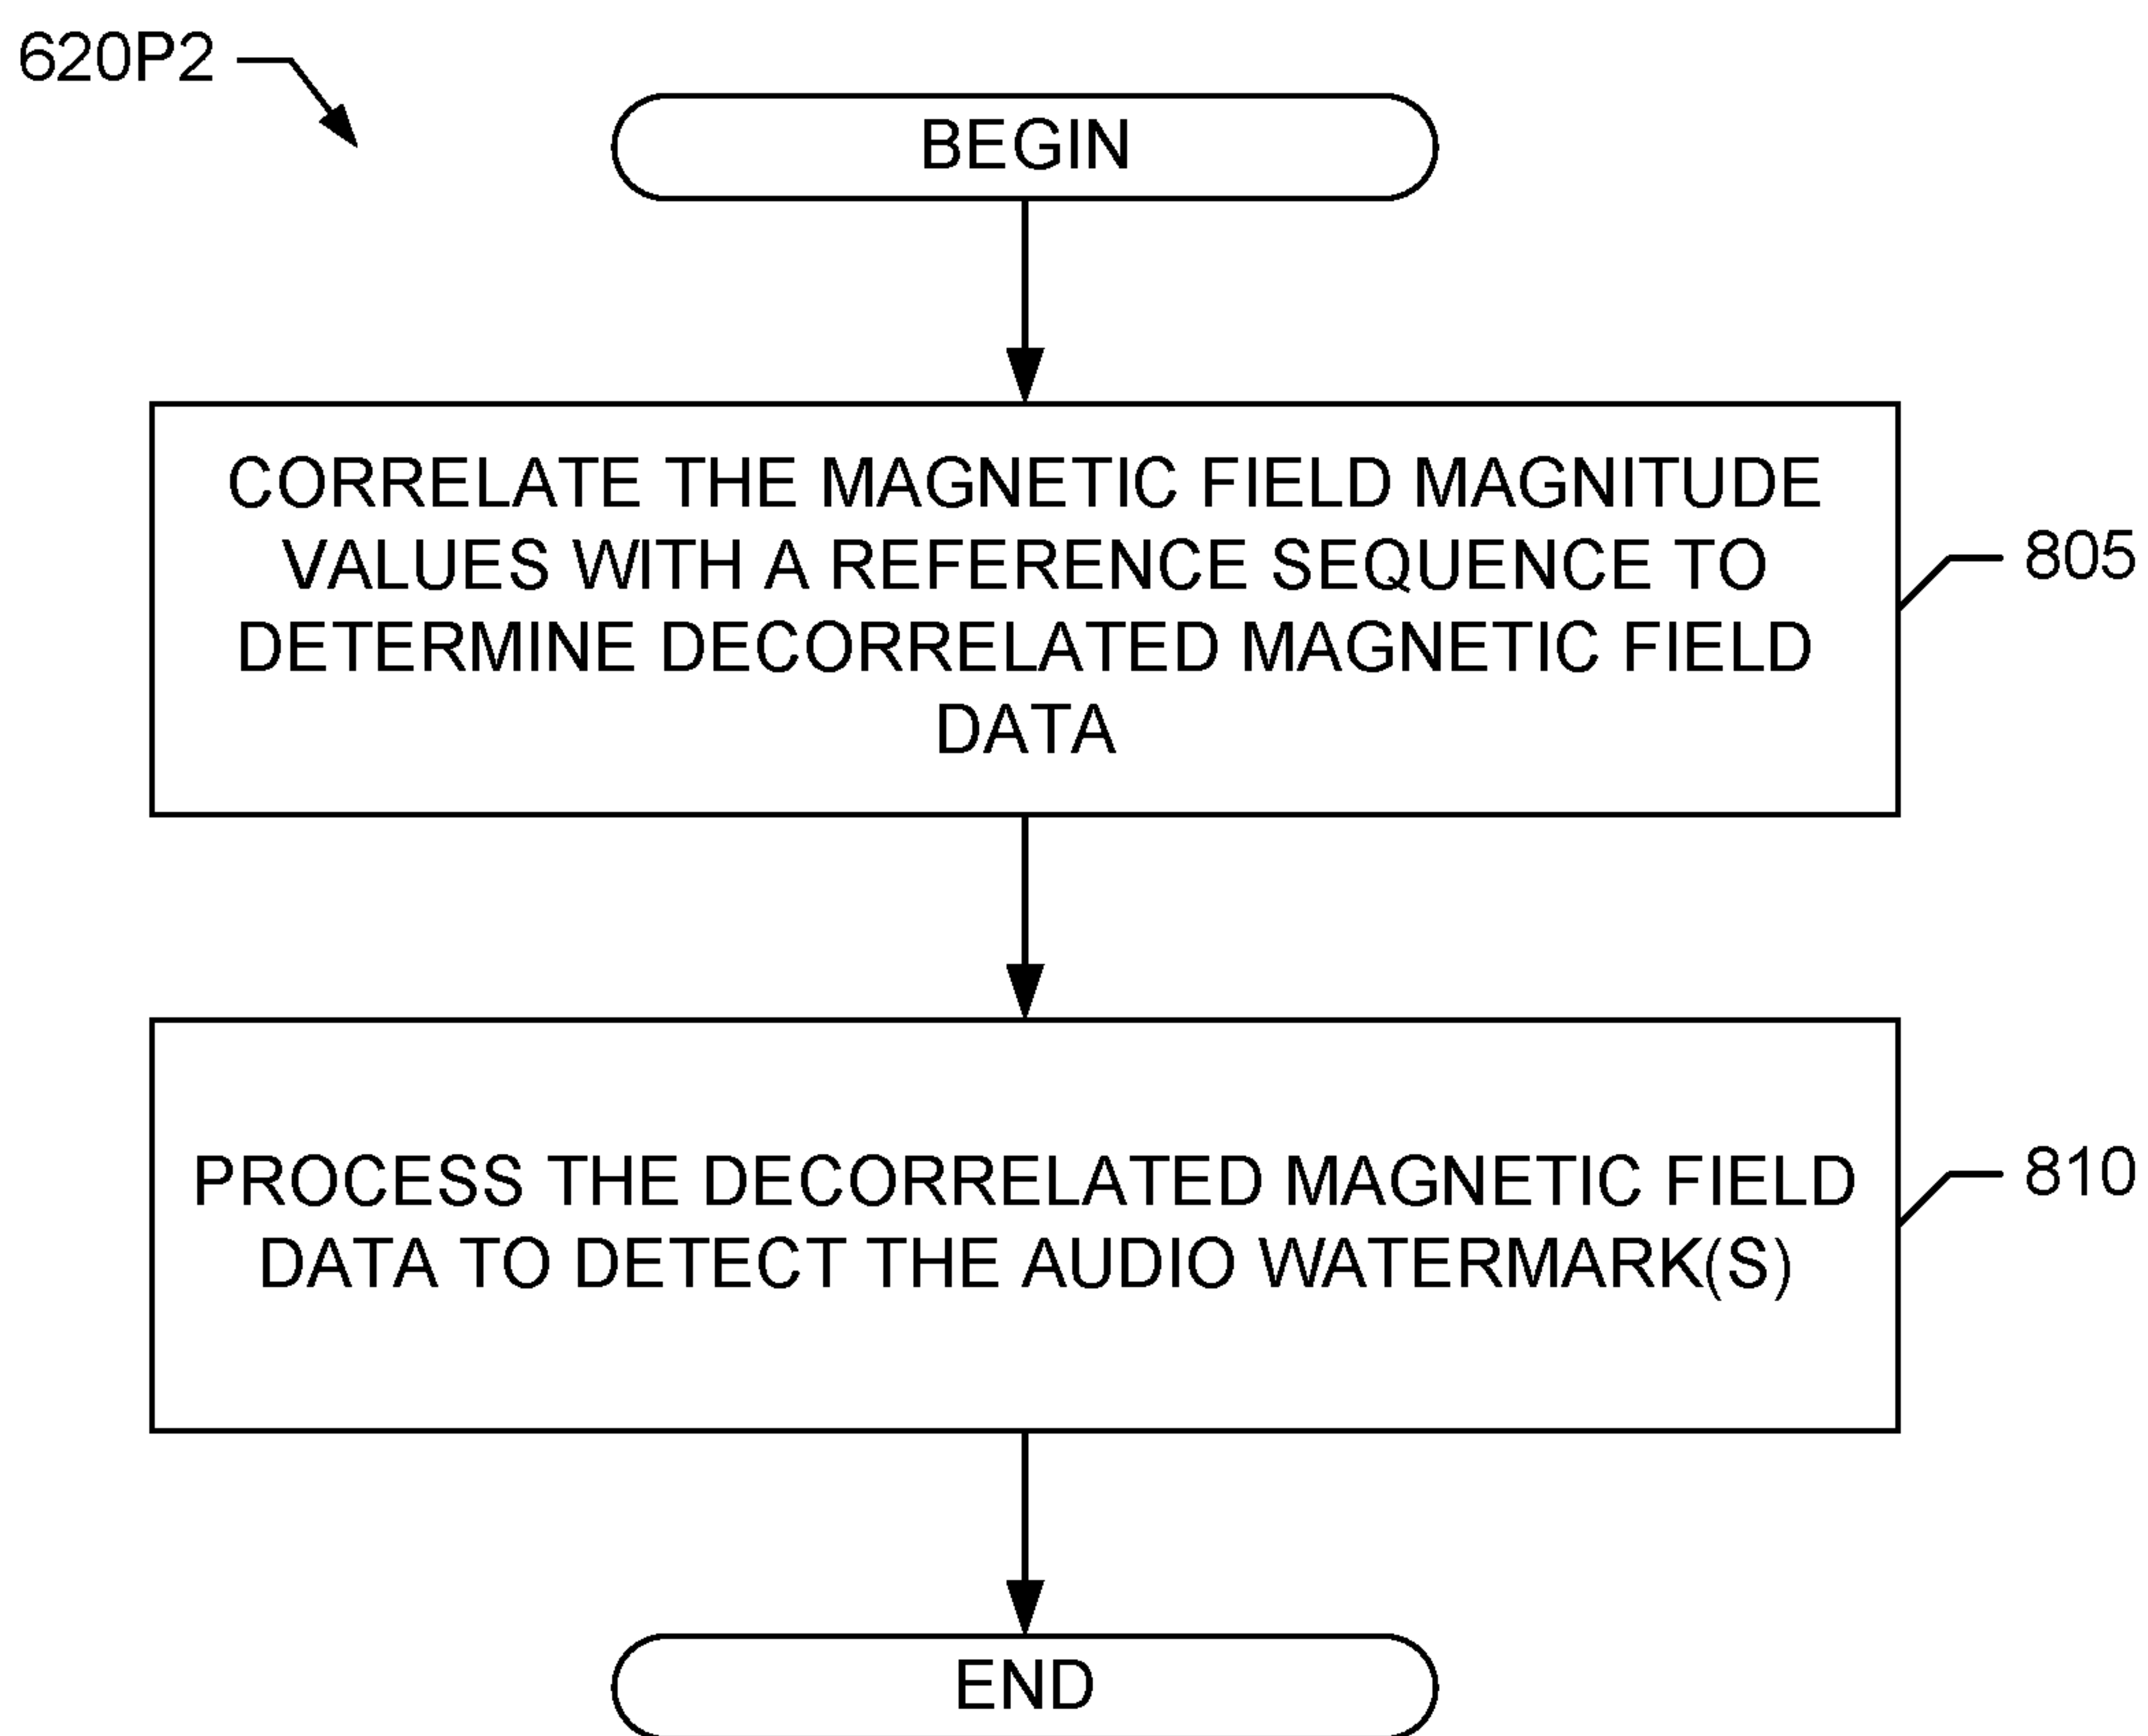 620P2
BEGIN
CORRELATE THE MAGNETIC FIELD MAGNITUDE
VALUES WITH A REFERENCE SEQUENCE TO
DETERMINE DECORRELATED MAGNETIC FIELD
DATA
805
PROCESS THE DECORRELATED MAGNETIC FIELD
DATA TO DETECT THE AUDIO WATERMARK(S)
810
END